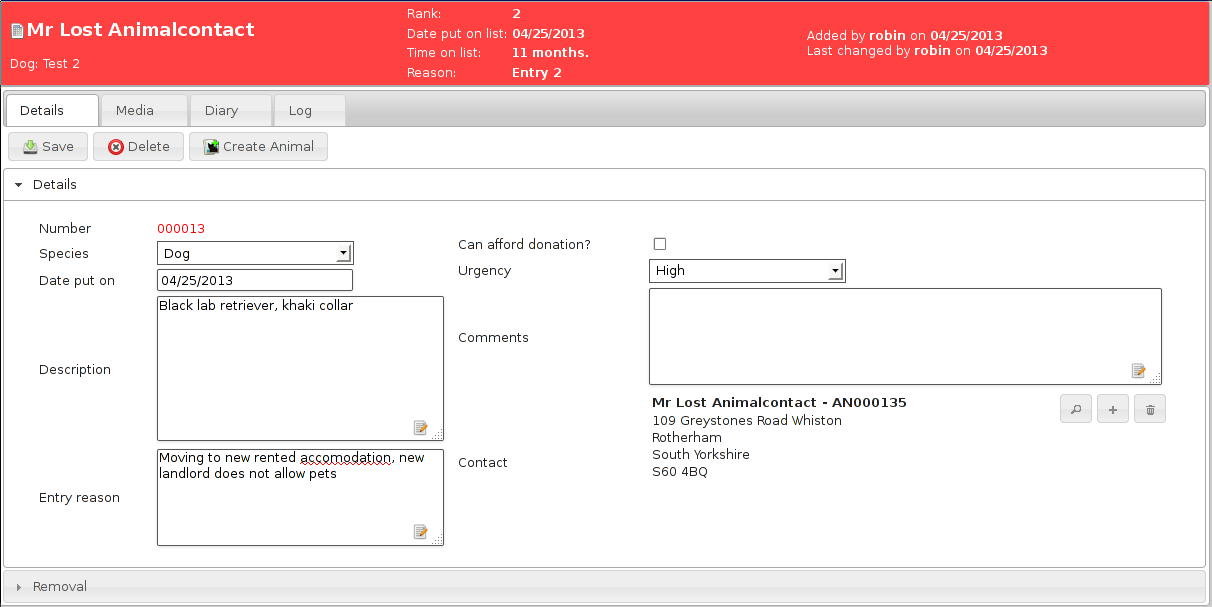 Mr Lost Animalcontact
Dog: Test 2
Rank: 2
Date put on list: 04/25/2013
Time on list: 11 months.
Reason: Entry 2
Added by robin on 04/25/2013
Last changed by robin on 04/25/2013
Details Media Diary Log
Save Delete Create Animal
Details
Number 000013
Species Dog
Date put on 04/25/2013
Description Black lab retriever, khaki collar
Entry reason Moving to new rented accomodation, new
landlord does not allow pets
Can afford donation?
Urgency High
Comments
Contact
Mr Lost Animalcontact - AN000135
109 Greystones Road Whiston
Rotherham
South Yorkshire
S60 4BQ
Removal